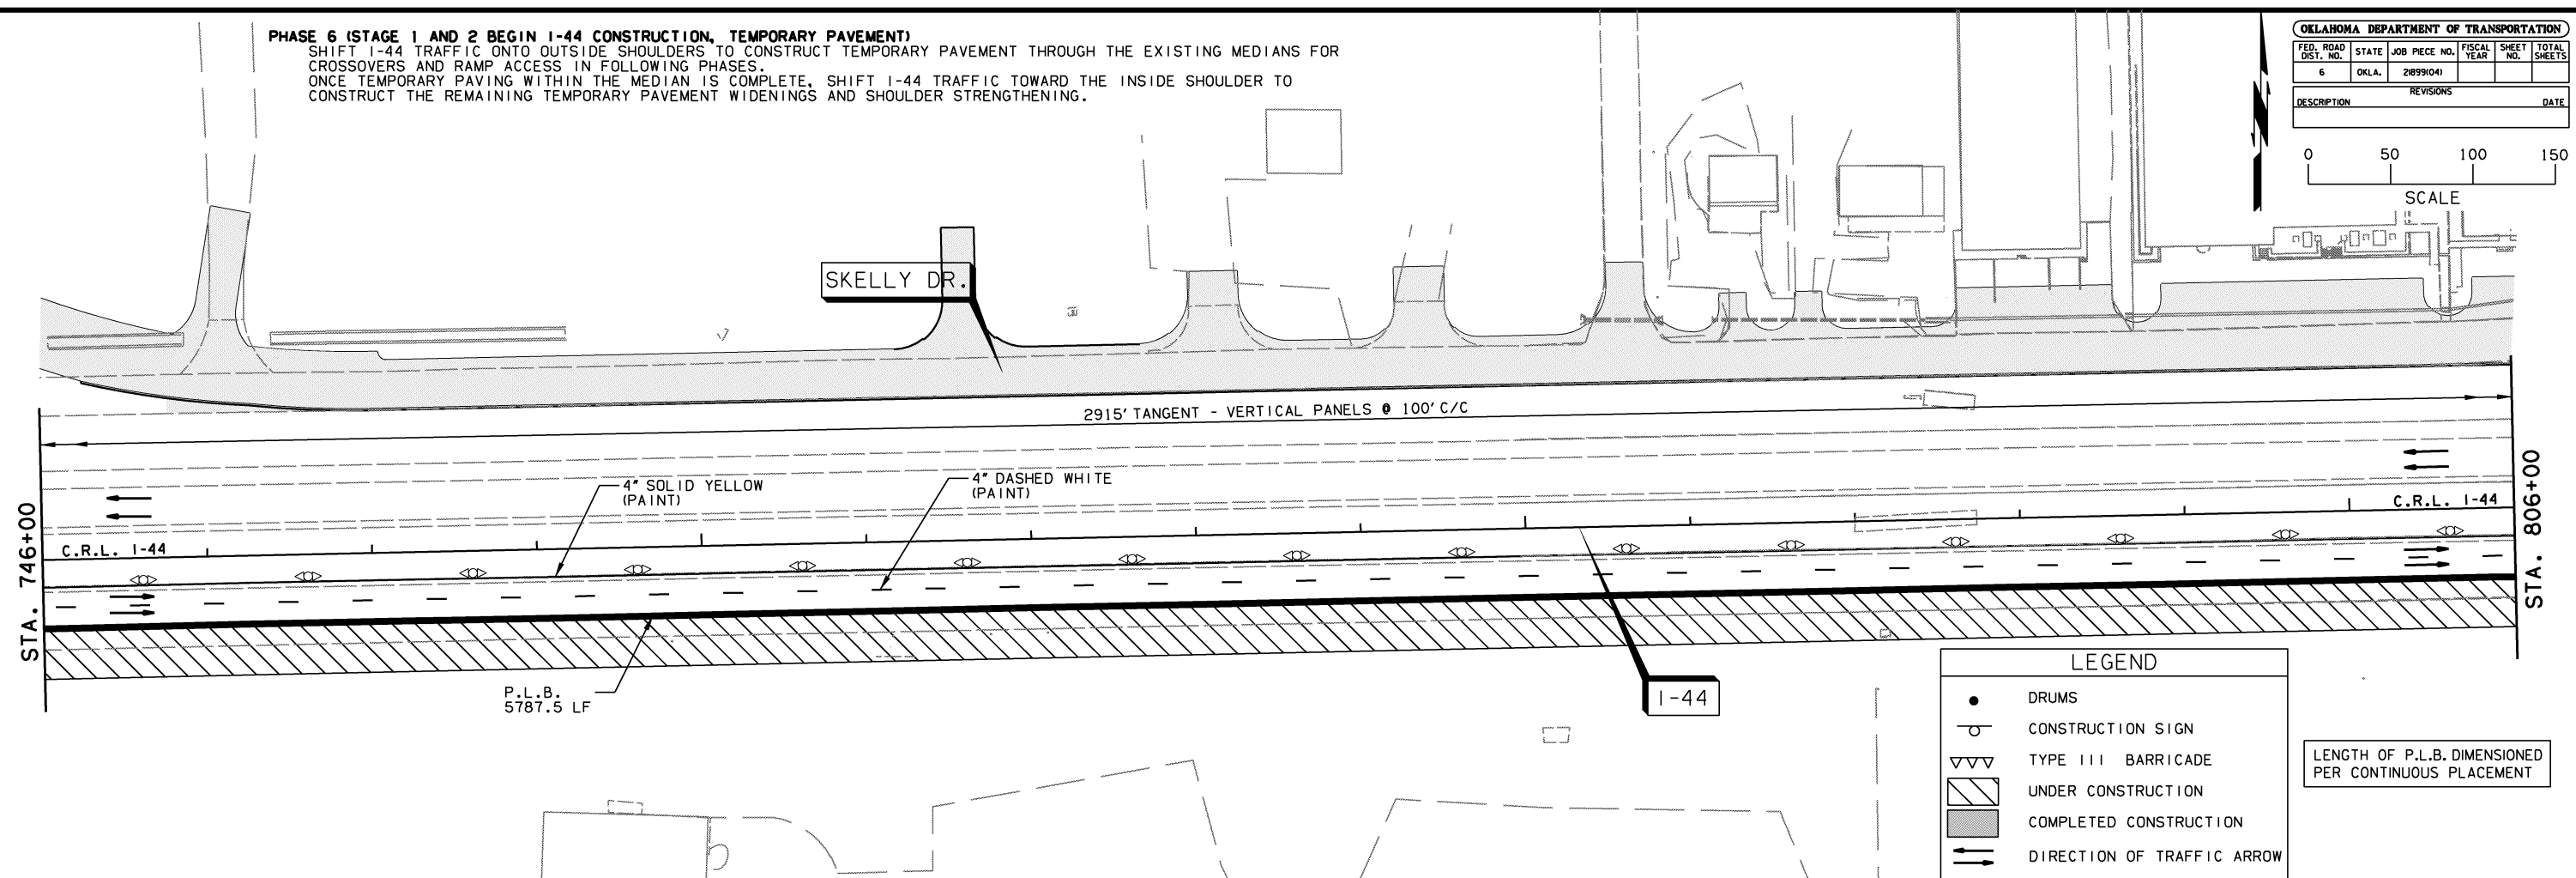 PHASE 6 (STAGE 1 AND 2 BEGIN I-44 CONSTRUCTION, TEMPORARY PAVEMENT)
SHIFT I-44 TRAFFIC ONTO OUTSIDE SHOULDERS TO CONSTRUCT TEMPORARY PAVEMENT THROUGH THE EXISTING MEDIANS FOR
CROSSOVERS AND RAMP ACCESS IN FOLLOWING PHASES.
ONCE TEMPORARY PAVING WITHIN THE MEDIAN IS COMPLETE, SHIFT I-44 TRAFFIC TOWARD THE INSIDE SHOULDER TO
CONSTRUCT THE REMAINING TEMPORARY PAVEMENT WIDENINGS AND SHOULDER STRENGTHENING.
OKLAHOMA DEPARTMENT OF TRANSPORTATION
FED. ROAD DIST. NO. STATE JOB PIECE NO. FISCAL YEAR SHEET NO. TOTAL SHEETS
6 OKLA. 21899(04)
REVISIONS
DESCRIPTION DATE
0 50 100 150
SCALE
N
SKELLY DR.
2915' TANGENT - VERTICAL PANELS @ 100' C/C
4" SOLID YELLOW
(PAINT)
4" DASHED WHITE
(PAINT)
C.R.L. I-44
C.R.L. I-44
STA. 746+00
STA. 806+00
P.L.B.
5787.5 LF
I-44
LEGEND
DRUMS
CONSTRUCTION SIGN
TYPE III BARRICADE
UNDER CONSTRUCTION
COMPLETED CONSTRUCTION
DIRECTION OF TRAFFIC ARROW
LENGTH OF P.L.B. DIMENSIONED
PER CONTINUOUS PLACEMENT